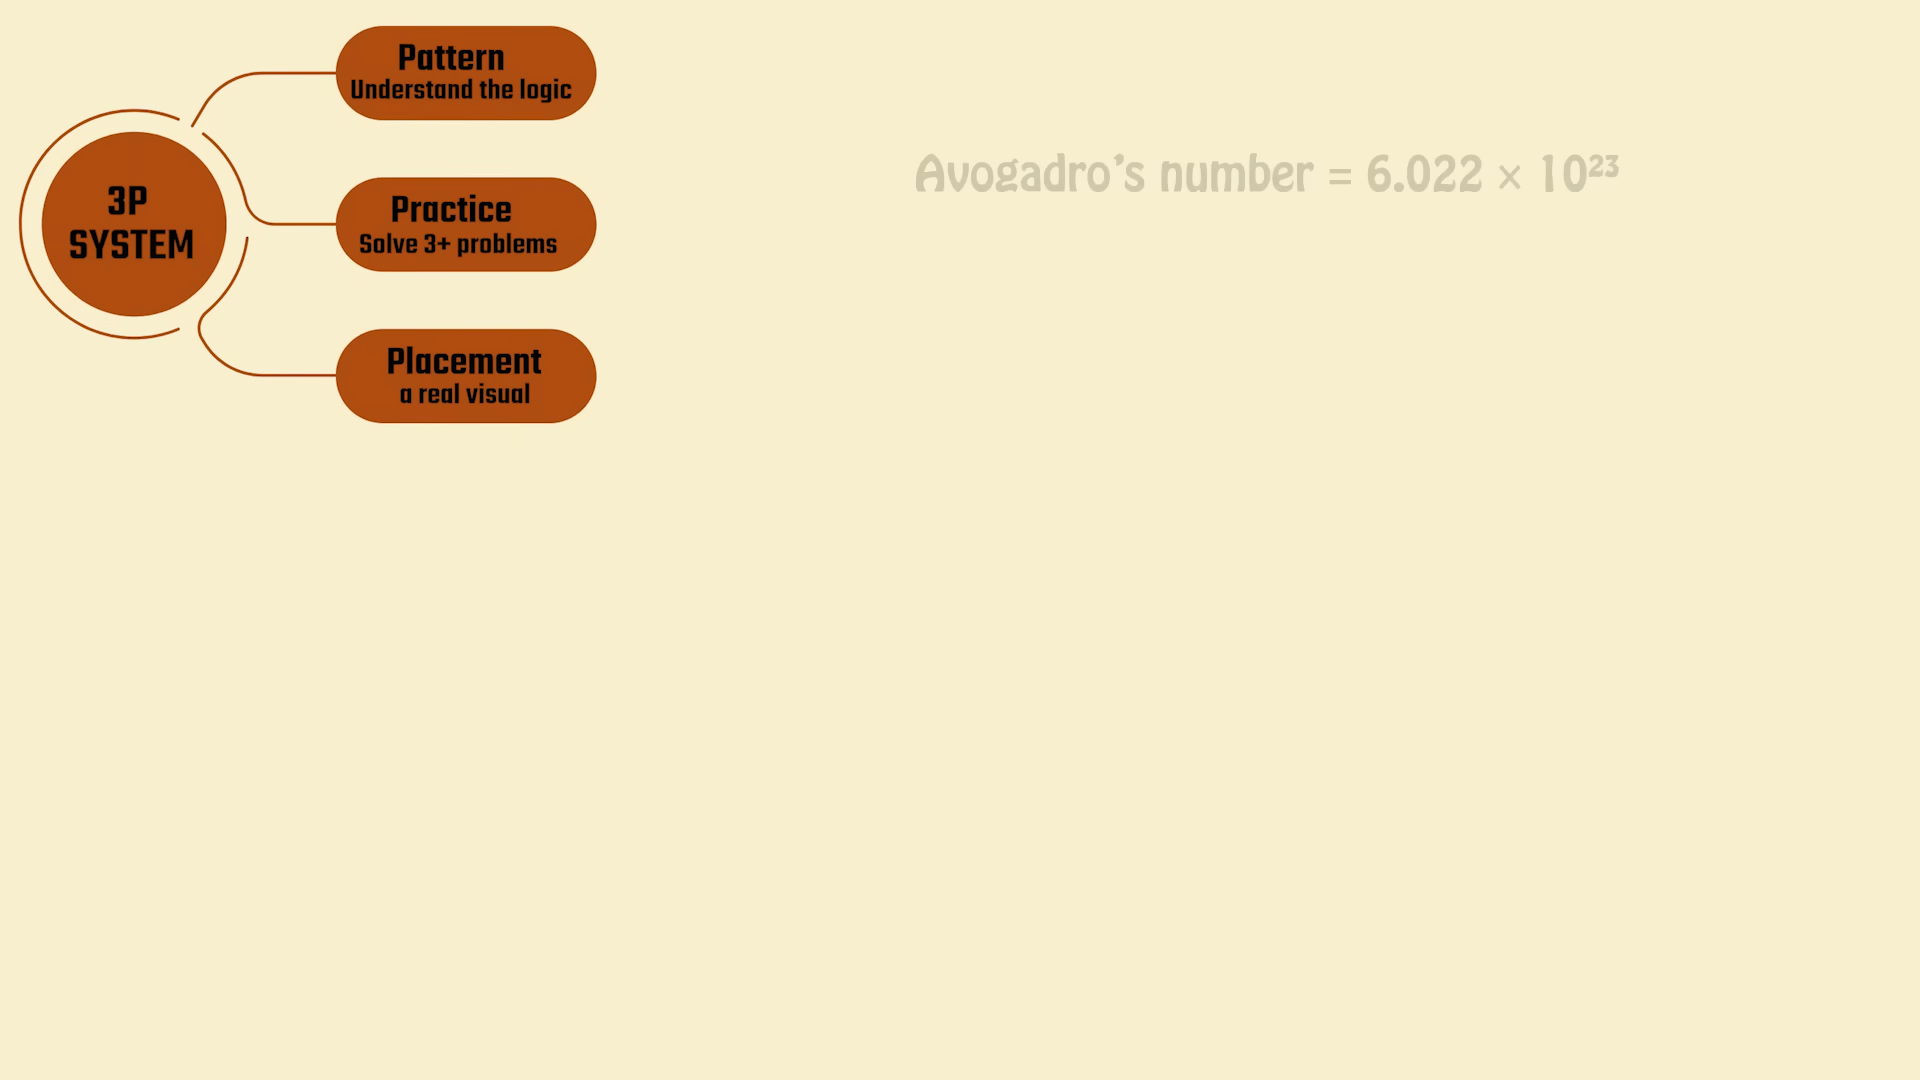 3P
SYSTEM
Pattern
Understand the logic
Practice
Solve 3+ problems
Placement
a real visual
Avogadro’s number = 6.022 × 10²³